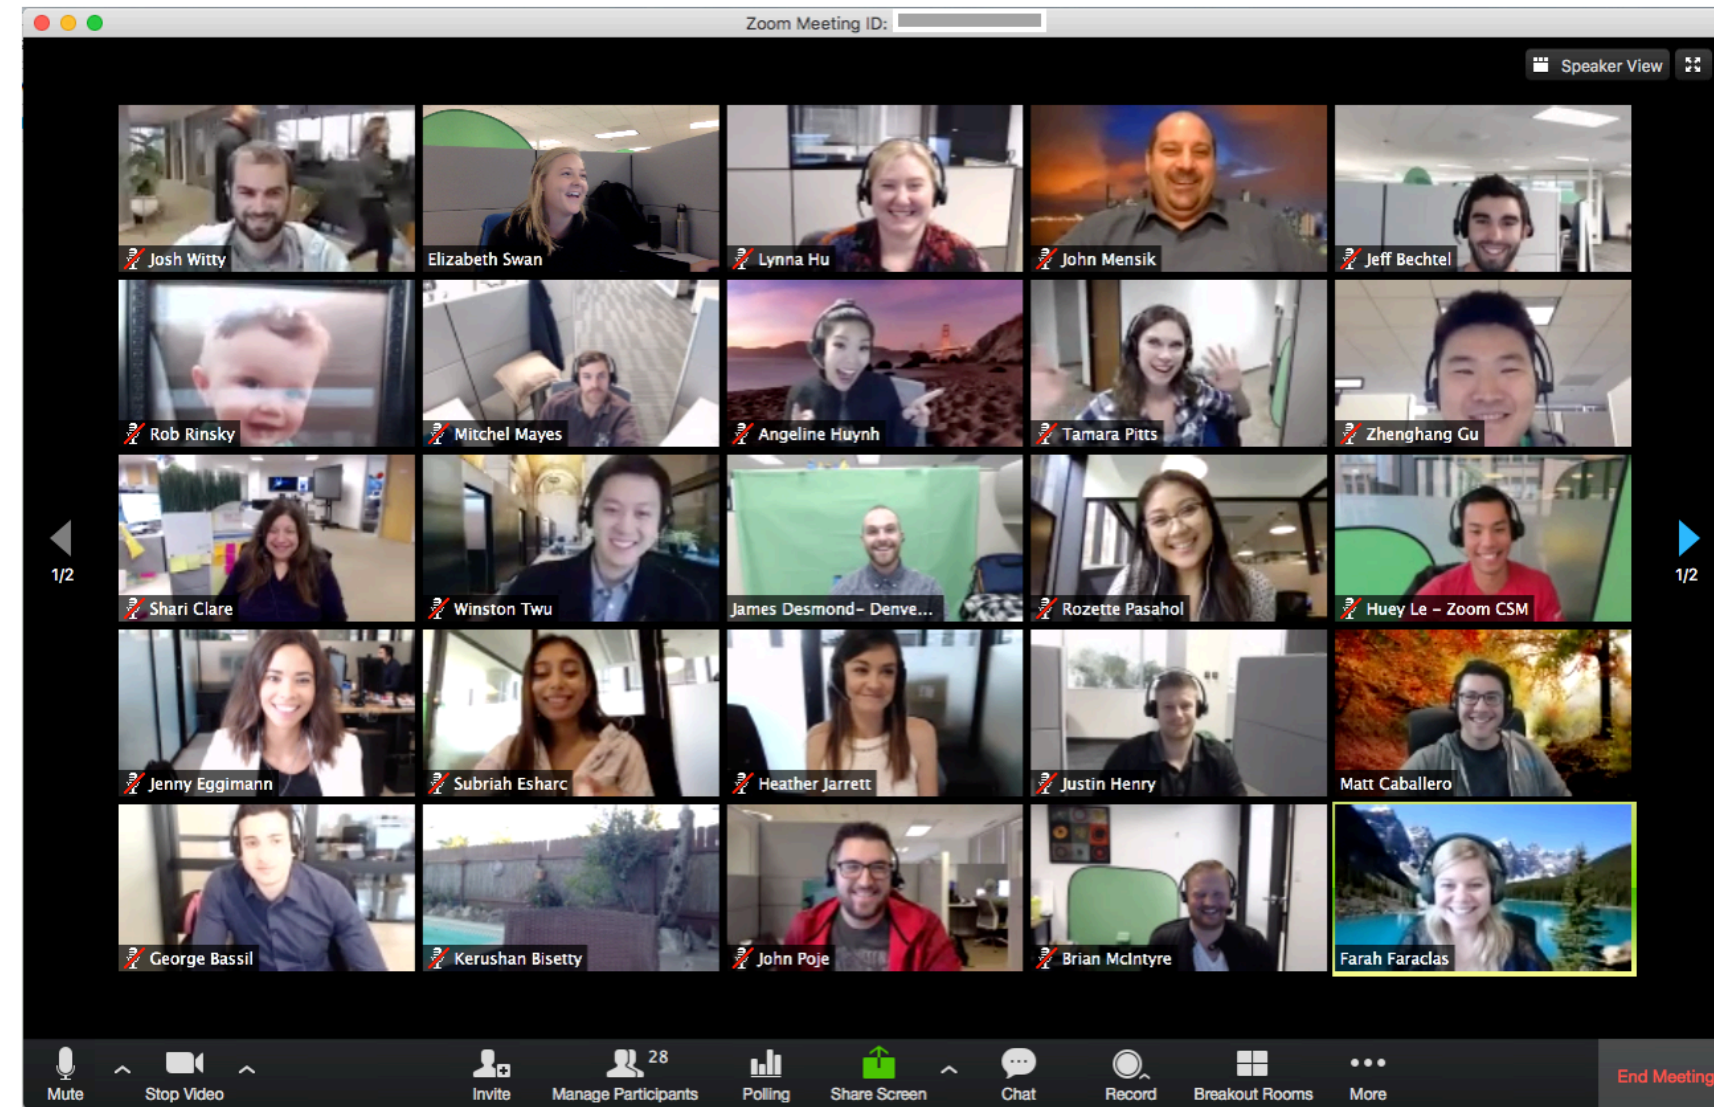 Zoom Meeting ID:
Speaker View
Josh Witty
Elizabeth Swan
Lynna Hu
John Mensik
Jeff Bechtel
Rob Rinsky
Mitchel Mayes
Angeline Huynh
Tamara Pitts
Zhenghang Gu
1/2
1/2
Shari Clare
Winston Twu
James Desmond- Denve...
Rozette Pasahol
Huey Le - Zoom CSM
Jenny Eggimann
Subriah Esharc
Heather Jarrett
Justin Henry
Matt Caballero
George Bassil
Kerushan Bisetty
John Poje
Brian McIntyre
Farah Faraclas
28
Mute
Stop Video
Invite
Manage Participants
Polling
Share Screen
Chat
Record
Breakout Rooms
More
End Meeting